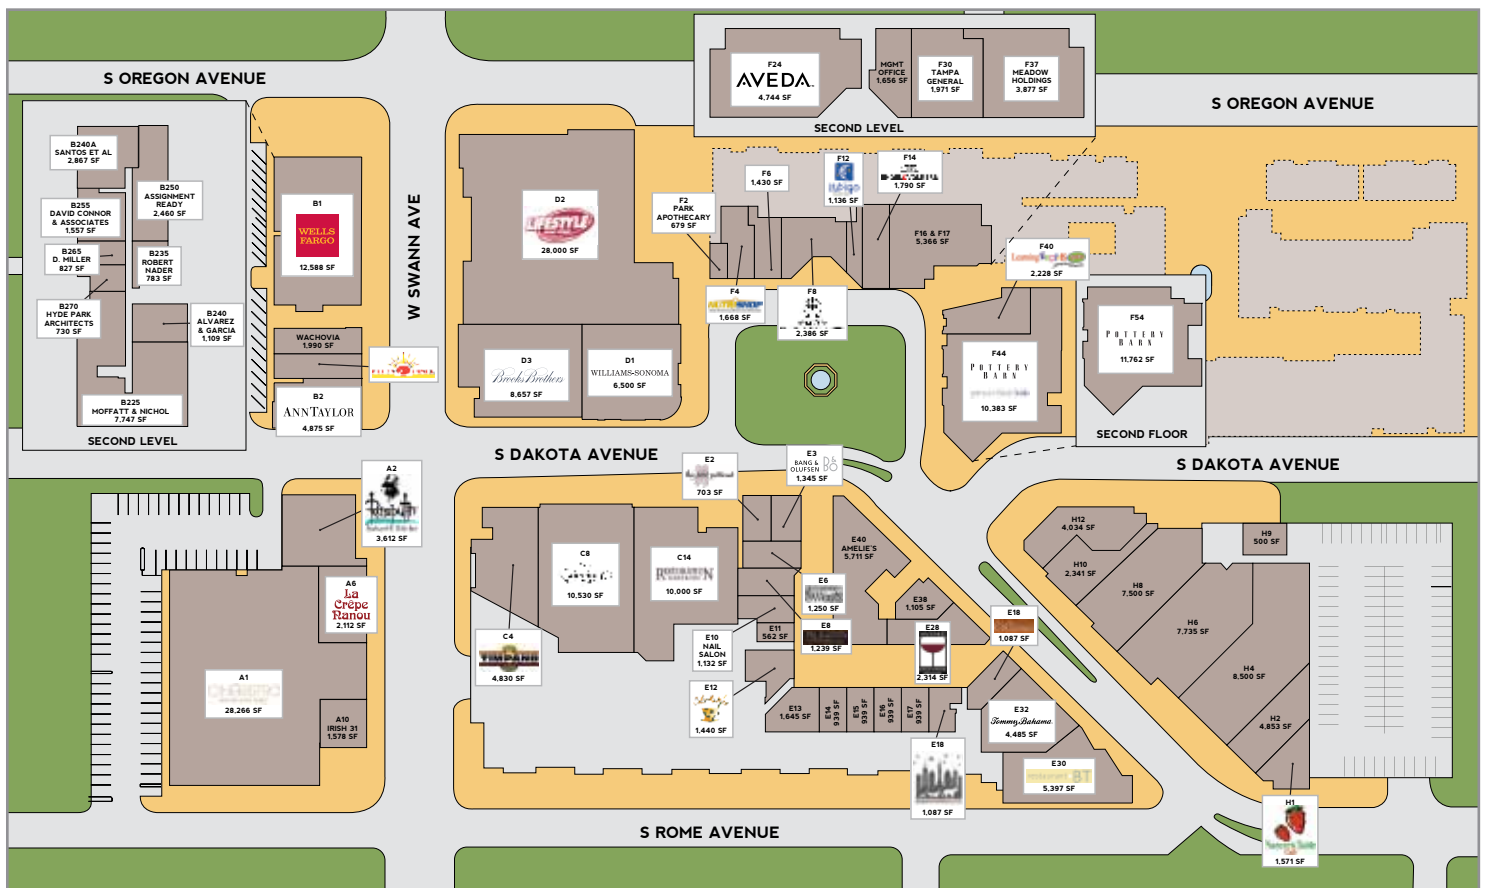 S OREGON AVENUE
F24
AVEDA.
4,744 SF
MGMT
OFFICE
1,656 SF
F30
TAMPA
GENERAL
1,971 SF
F37
MEADOW
HOLDINGS
3,877 SF
SECOND LEVEL
S OREGON AVENUE
B240A
SANTOS ET AL
2,867 SF
B250
ASSIGNMENT
READY
2,460 SF
B255
DAVID CONNOR
& ASSOCIATES
1,557 SF
B265
D. MILLER
827 SF
B235
ROBERT
NADER
783 SF
B270
HYDE PARK
ARCHITECTS
730 SF
B240
ALVAREZ
& GARCIA
1,109 SF
B225
MOFFATT & NICHOL
7,747 SF
SECOND LEVEL
B1
WELLS
FARGO
12,588 SF
WACHOVIA
1,990 SF
B2
ANN TAYLOR
4,875 SF
W SWANN AVE
D2
LIFESTYLE
28,000 SF
D3
Brooks Brothers
8,657 SF
D1
WILLIAMS-SONOMA
6,500 SF
F2
PARK
APOTHECARY
679 SF
F6
1,430 SF
F12
1,136 SF
F14
1,790 SF
F16 & F17
5,366 SF
F4
1,668 SF
F8
2,386 SF
F40
2,228 SF
F44
POTTERY
BARN
10,383 SF
F54
POTTERY
BARN
11,762 SF
SECOND FLOOR
S DAKOTA AVENUE
S DAKOTA AVENUE
A2
3,612 SF
A6
La
Crêpe
Nanou
2,112 SF
A1
28,266 SF
A10
IRISH 31
1,578 SF
E2
703 SF
E3
BANG &
OLUFSEN
1,345 SF
C8
10,530 SF
C14
RESTORATION
10,000 SF
C4
TIMPANO
4,830 SF
E40
AMELIE'S
5,711 SF
E6
1,250 SF
E8
1,239 SF
E11
562 SF
E10
NAIL
SALON
1,132 SF
E12
1,440 SF
E38
1,105 SF
E28
2,314 SF
E18
1,087 SF
E13
1,645 SF
E14
939 SF
E15
939 SF
E16
939 SF
E17
939 SF
E18
1,087 SF
E32
Tommy Bahama
4,485 SF
E30
restaurant BT
5,397 SF
H12
4,034 SF
H10
2,341 SF
H9
500 SF
H8
7,500 SF
H6
7,735 SF
H4
8,500 SF
H2
4,853 SF
H1
1,571 SF
S ROME AVENUE